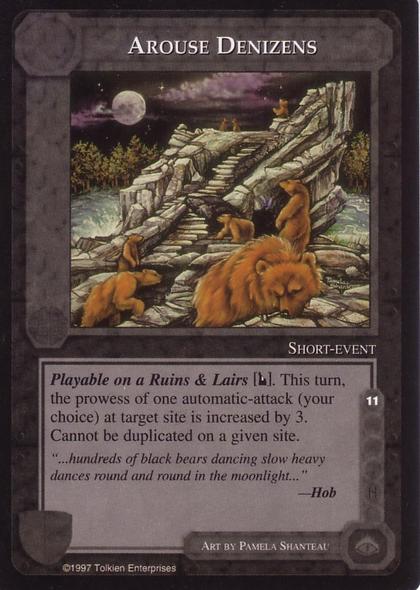 AROUSE DENIZENS
SHORT-EVENT
Playable on a Ruins & Lairs []. This turn,
the prowess of one automatic-attack (your
choice) at target site is increased by 3.
Cannot be duplicated on a given site.
11
“...hundreds of black bears dancing slow heavy
dances round and round in the moonlight...”
—Hob
ART BY PAMELA SHANTEAU
©1997 Tolkien Enterprises